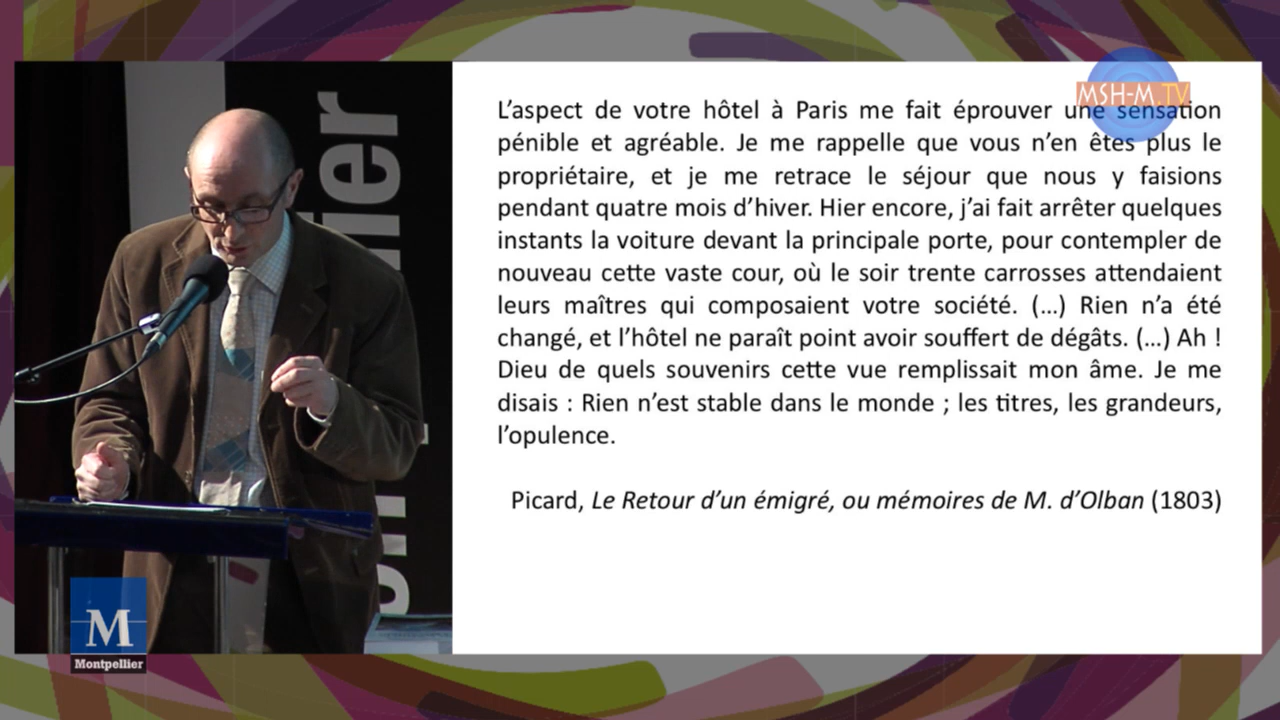 MSH-M.TV
L’aspect de votre hôtel à Paris me fait éprouver une sensation
pénible et agréable. Je me rappelle que vous n’en êtes plus le
propriétaire, et je me retrace le séjour que nous y faisions
pendant quatre mois d’hiver. Hier encore, j’ai fait arrêter quelques
instants la voiture devant la principale porte, pour contempler de
nouveau cette vaste cour, où le soir trente carrosses attendaient
leurs maîtres qui composaient votre société. (...) Rien n’a été
changé, et l’hôtel ne paraît point avoir souffert de dégâts. (...) Ah !
Dieu de quels souvenirs cette vue remplissait mon âme. Je me
disais : Rien n’est stable dans le monde ; les titres, les grandeurs,
l’opulence.
Picard, Le Retour d’un émigré, ou mémoires de M. d’Olban (1803)
M
Montpellier